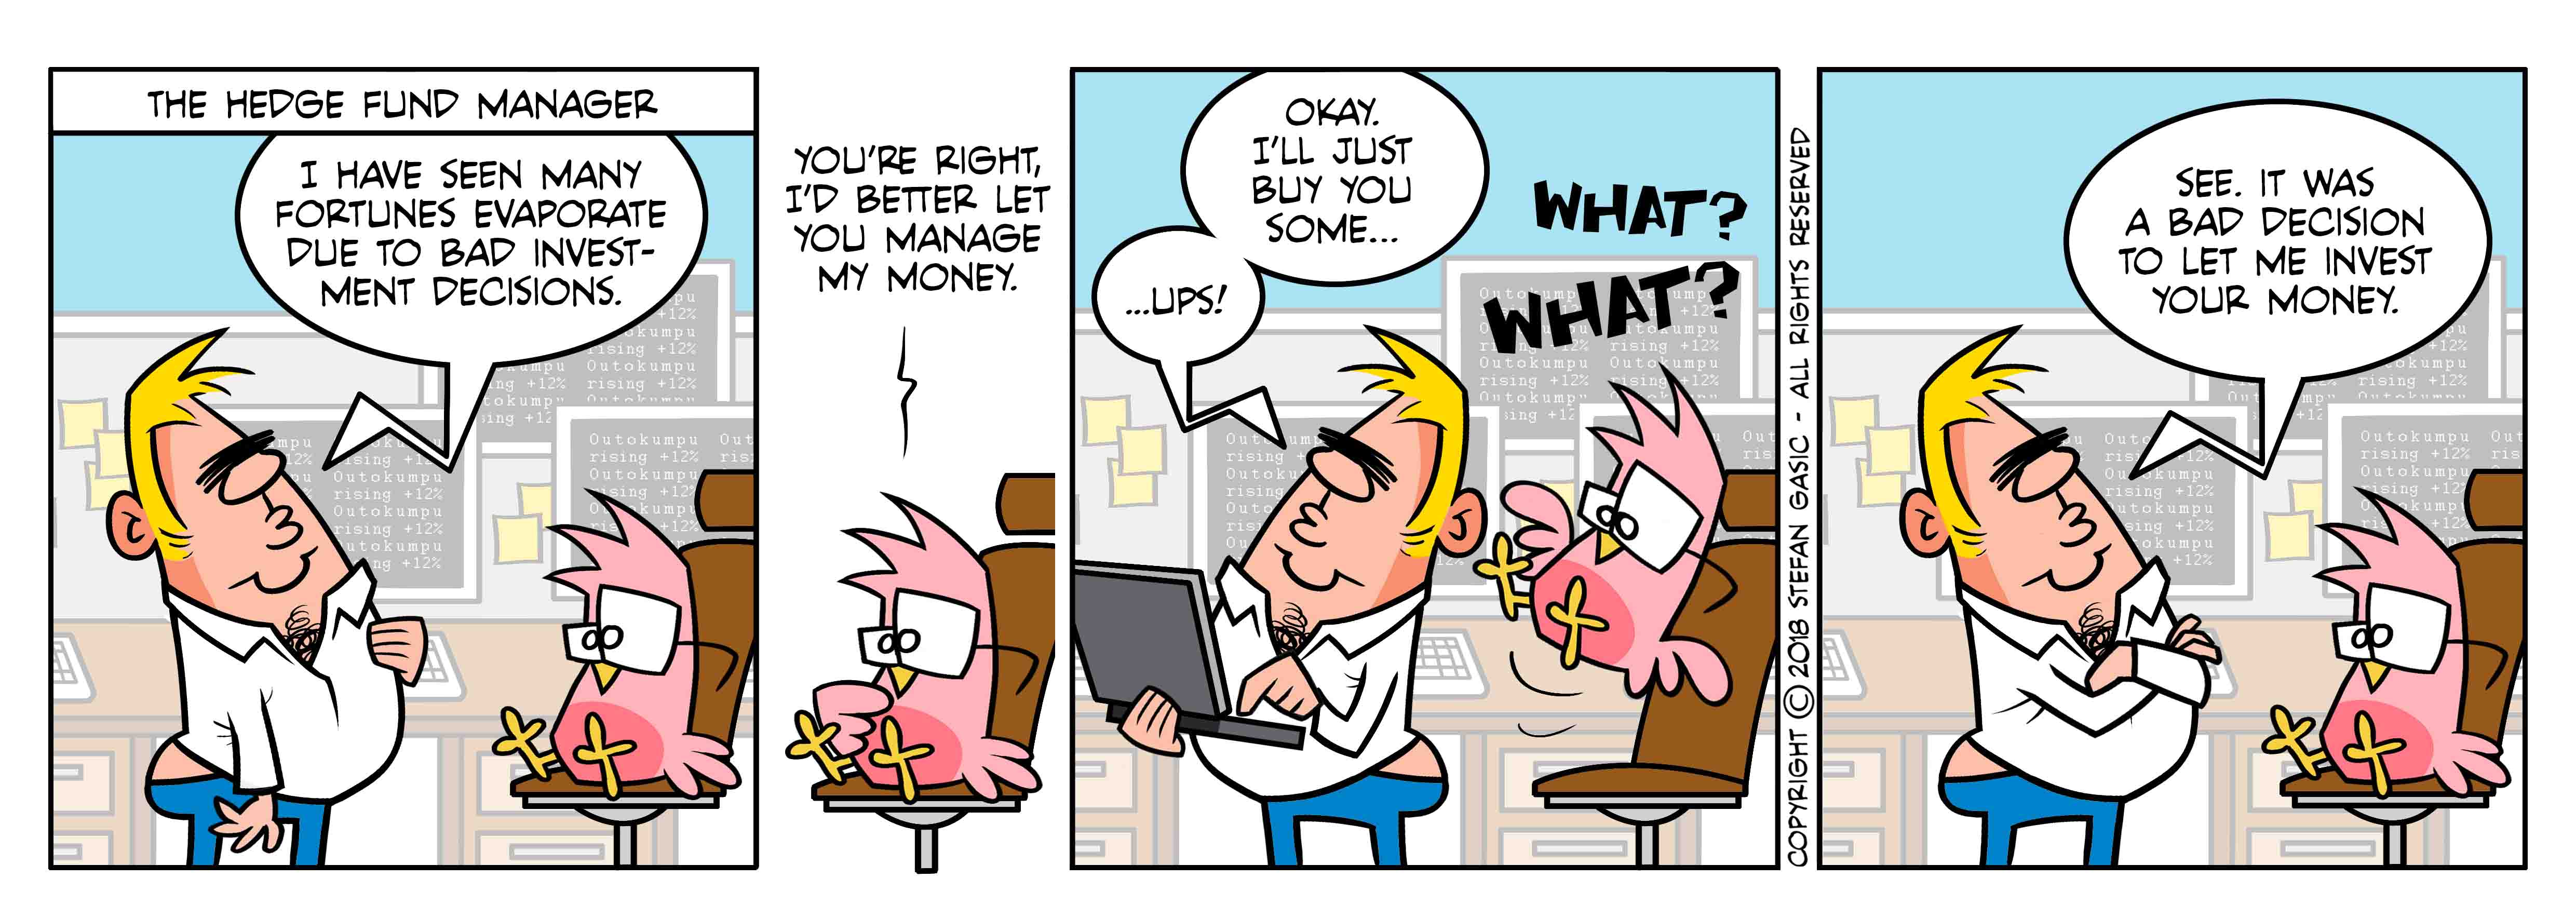 THE HEDGE FUND MANAGER
I HAVE SEEN MANY
FORTUNES EVAPORATE
DUE TO BAD INVEST-
MENT DECISIONS.
YOU'RE RIGHT,
I'D BETTER LET
YOU MANAGE
MY MONEY.
OKAY.
I'LL JUST
BUY YOU
SOME...
...UPS!
WHAT?
WHAT?
COPYRIGHT © 2018 STEFAN GASIC - ALL RIGHTS RESERVED
SEE. IT WAS
A BAD DECISION
TO LET ME INVEST
YOUR MONEY.
Outokumpu
rising +12%
Outokumpu
rising +12%
Outokumpu
rising +12%